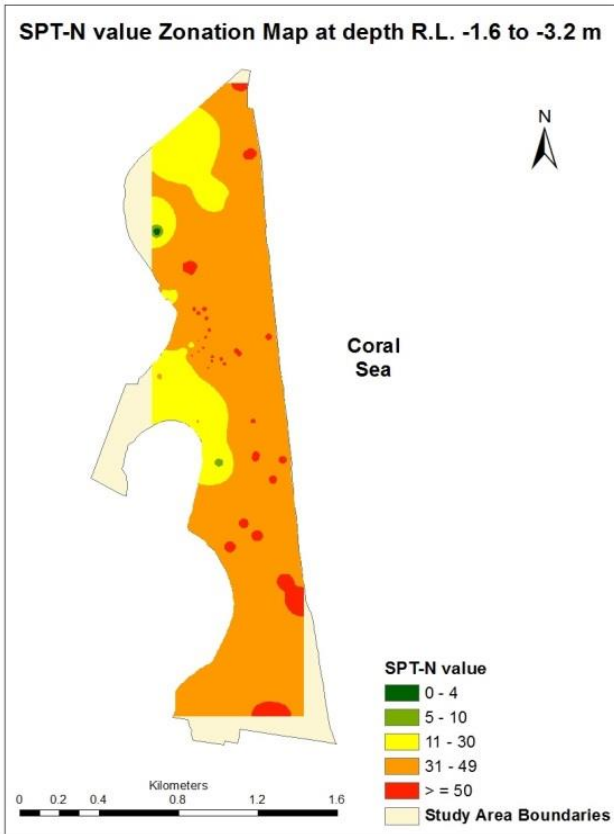 SPT-N value Zonation Map at depth R.L. -1.6 to -3.2 m
N
Coral
Sea
SPT-N value
0 - 4
5 - 10
11 - 30
31 - 49
> = 50
Study Area Boundaries
Kilometers
0 0.2 0.4 0.8 1.2 1.6